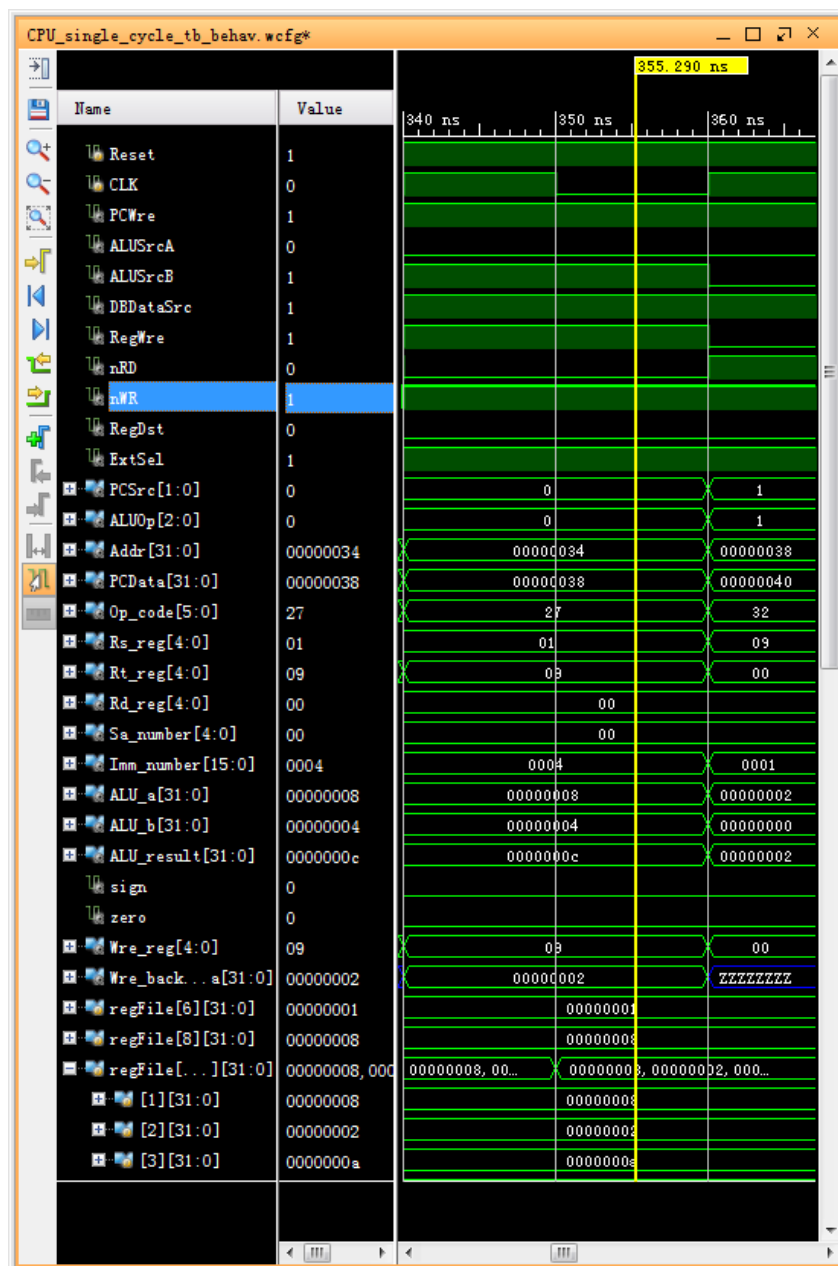 CPU_single_cycle_tb_behav.wcfg*
355.290 ns
Name Value 340 ns 350 ns 360 ns
Reset 1
CLK 0
PCWre 1
ALUSrcA 0
ALUSrcB 1
DBDataSrc 1
RegWre 1
nRD 0
nWR 1
RegDst 0
ExtSel 1
PCSrc[1:0] 0 0 1
ALUOp[2:0] 0 0 1
Addr[31:0] 00000034 00000034 00000038
PCData[31:0] 00000038 00000038 00000040
Op_code[5:0] 27 27 32
Rs_reg[4:0] 01 01 09
Rt_reg[4:0] 09 09 00
Rd_reg[4:0] 00 00
Sa_number[4:0] 00 00
Imm_number[15:0] 0004 0004 0001
ALU_a[31:0] 00000008 00000008 00000002
ALU_b[31:0] 00000004 00000004 00000000
ALU_result[31:0] 0000000c 0000000c 00000002
sign 0
zero 0
Wre_reg[4:0] 09 09 00
Wre_back...a[31:0] 00000002 00000002 ZZZZZZZZ
regFile[6][31:0] 00000001 00000001
regFile[8][31:0] 00000008 00000008
regFile[...][31:0] 00000008,000 00000008, 00... 00000008, 00000002, 000...
[1][31:0] 00000008 00000008
[2][31:0] 00000002 00000002
[3][31:0] 0000000a 0000000a